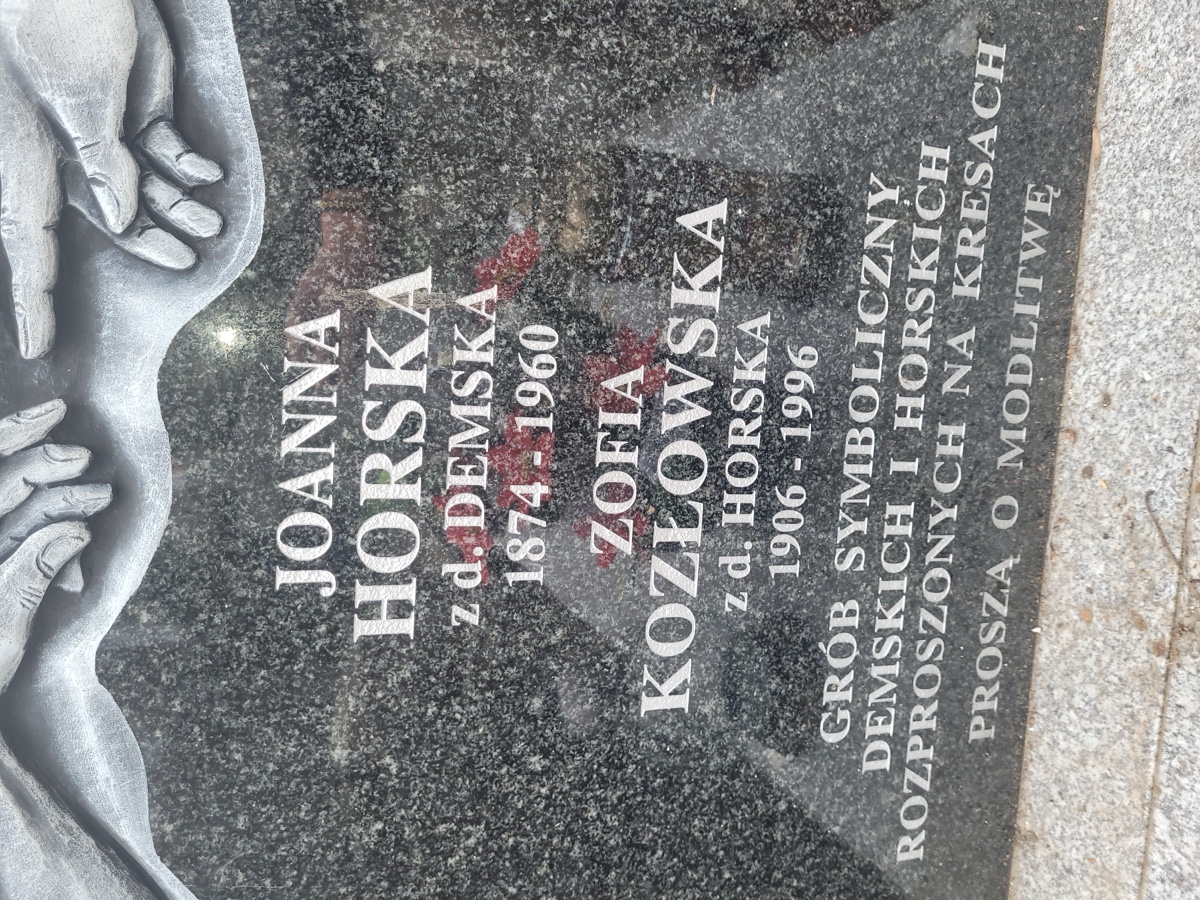 JOANNA
HORSKA
z d. DEMSKA
1874 - 1960
ZOFIA
KOZŁOWSKA
z d. HORSKA
1906 - 1996
GRÓB SYMBOLICZNY
DEMSKICH I HORSKICH
ROZPROSZONYCH NA KRESACH
PROSZĄ O MODLITWĘ